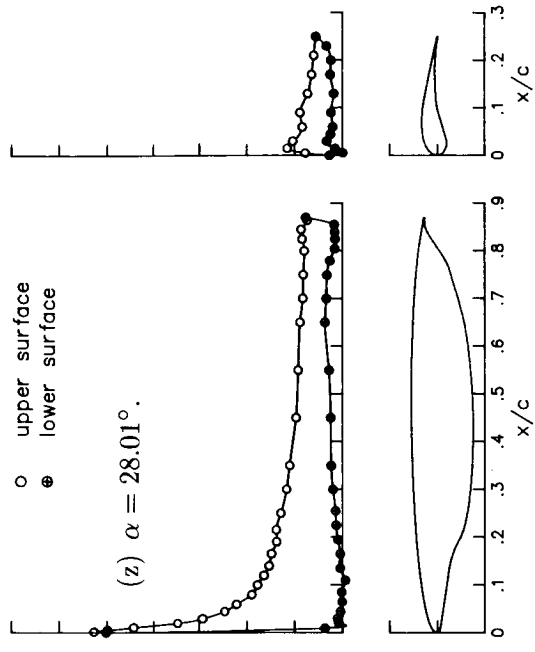 ○ upper surface
⊕ lower surface
(z) α = 28.01°.
0 .1 .2 .3 .4 .5 .6 .7 .8 .9
x/c
0 .1 .2 .3
x/c